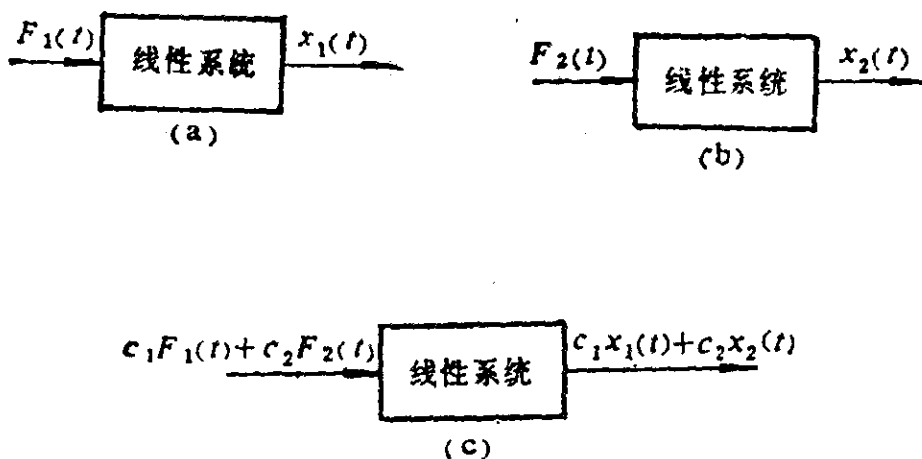 F₁(t) 线性系统 x₁(t)
(a)
F₂(t) 线性系统 x₂(t)
(b)
c₁F₁(t)+c₂F₂(t) 线性系统 c₁x₁(t)+c₂x₂(t)
(c)